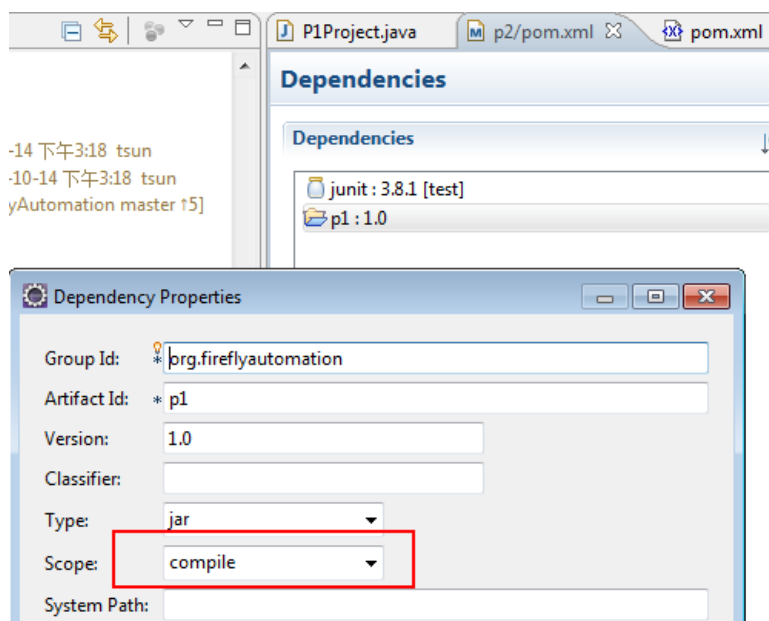 P1Project.java p2/pom.xml pom.xml
Dependencies
Dependencies
-14 下午3:18 tsun
-10-14 下午3:18 tsun
yAutomation master ↑5]
junit : 3.8.1 [test]
p1 : 1.0
Dependency Properties
Group Id: * org.fireflyautomation
Artifact Id: * p1
Version: 1.0
Classifier:
Type: jar
Scope: compile
System Path: